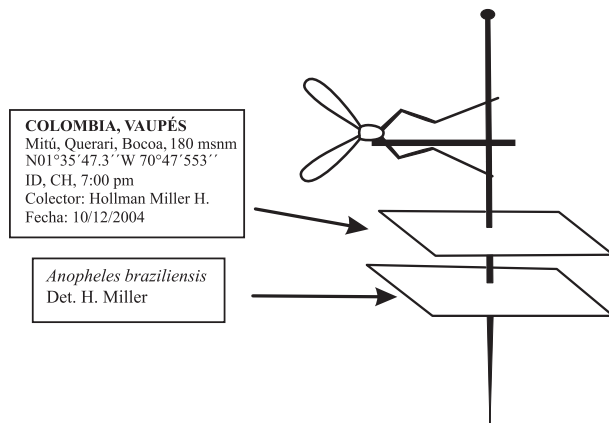 COLOMBIA, VAUPÉS
Mitú, Querari, Bocoa, 180 msnm
N01°35´47.3´´W 70°47´553´´
ID, CH, 7:00 pm
Colector: Hollman Miller H.
Fecha: 10/12/2004
Anopheles braziliensis
Det. H. Miller